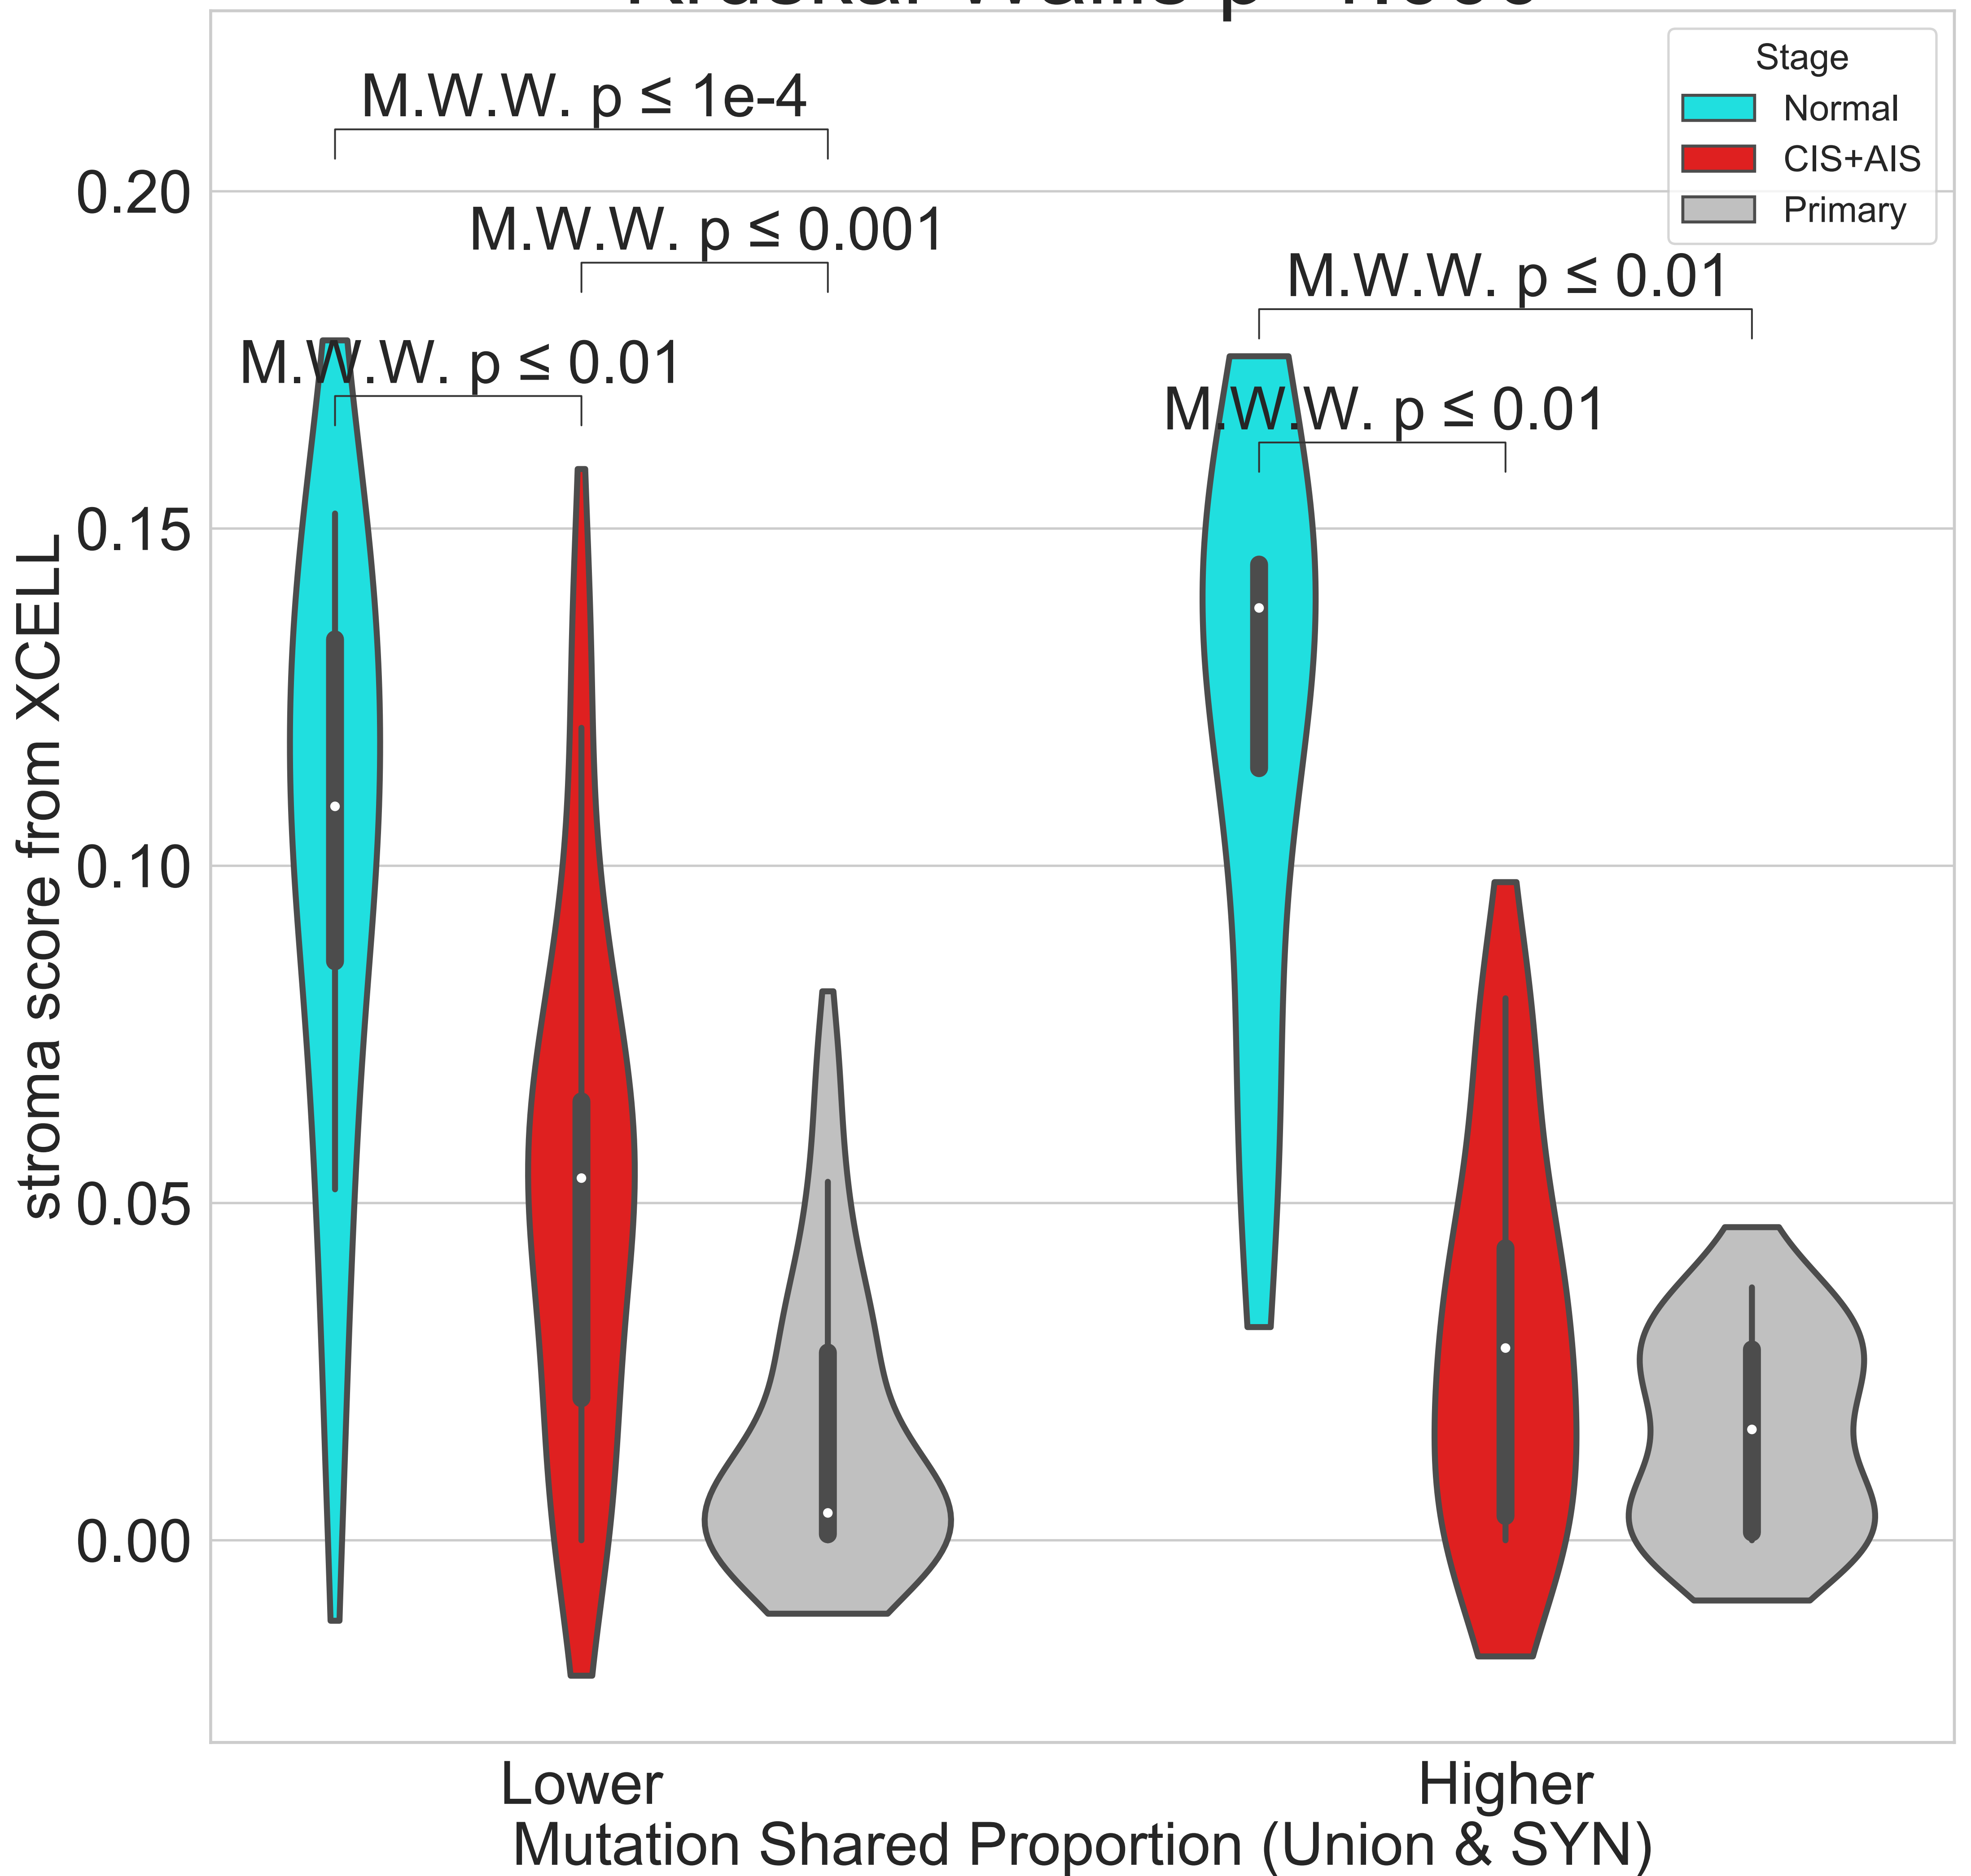 Stage
Normal
CIS+AIS
Primary
M.W.W. p ≤ 1e-4
M.W.W. p ≤ 0.001
M.W.W. p ≤ 0.01
M.W.W. p ≤ 0.01
M.W.W. p ≤ 0.01
stroma score from XCELL
0.20
0.15
0.10
0.05
0.00
Lower
Higher
Mutation Shared Proportion (Union & SYN)